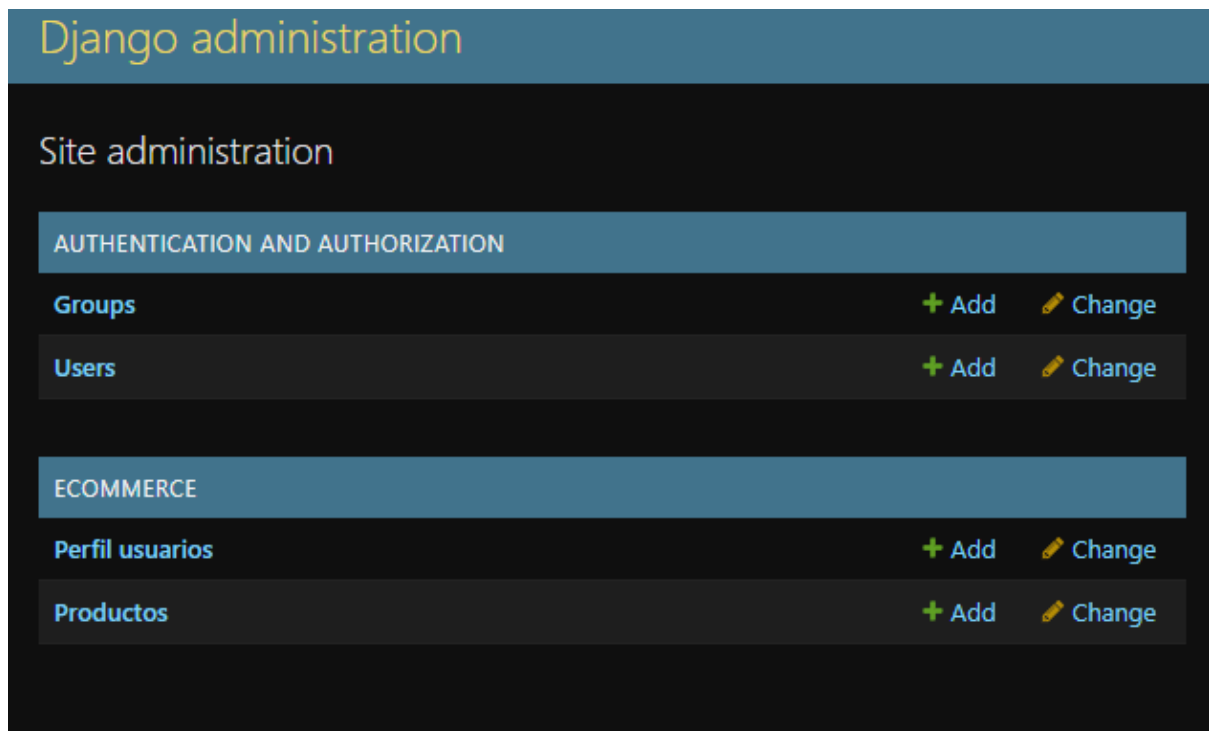 Django administration
Site administration
AUTHENTICATION AND AUTHORIZATION
Groups Add Change
Users Add Change
ECOMMERCE
Perfil usuarios Add Change
Productos Add Change